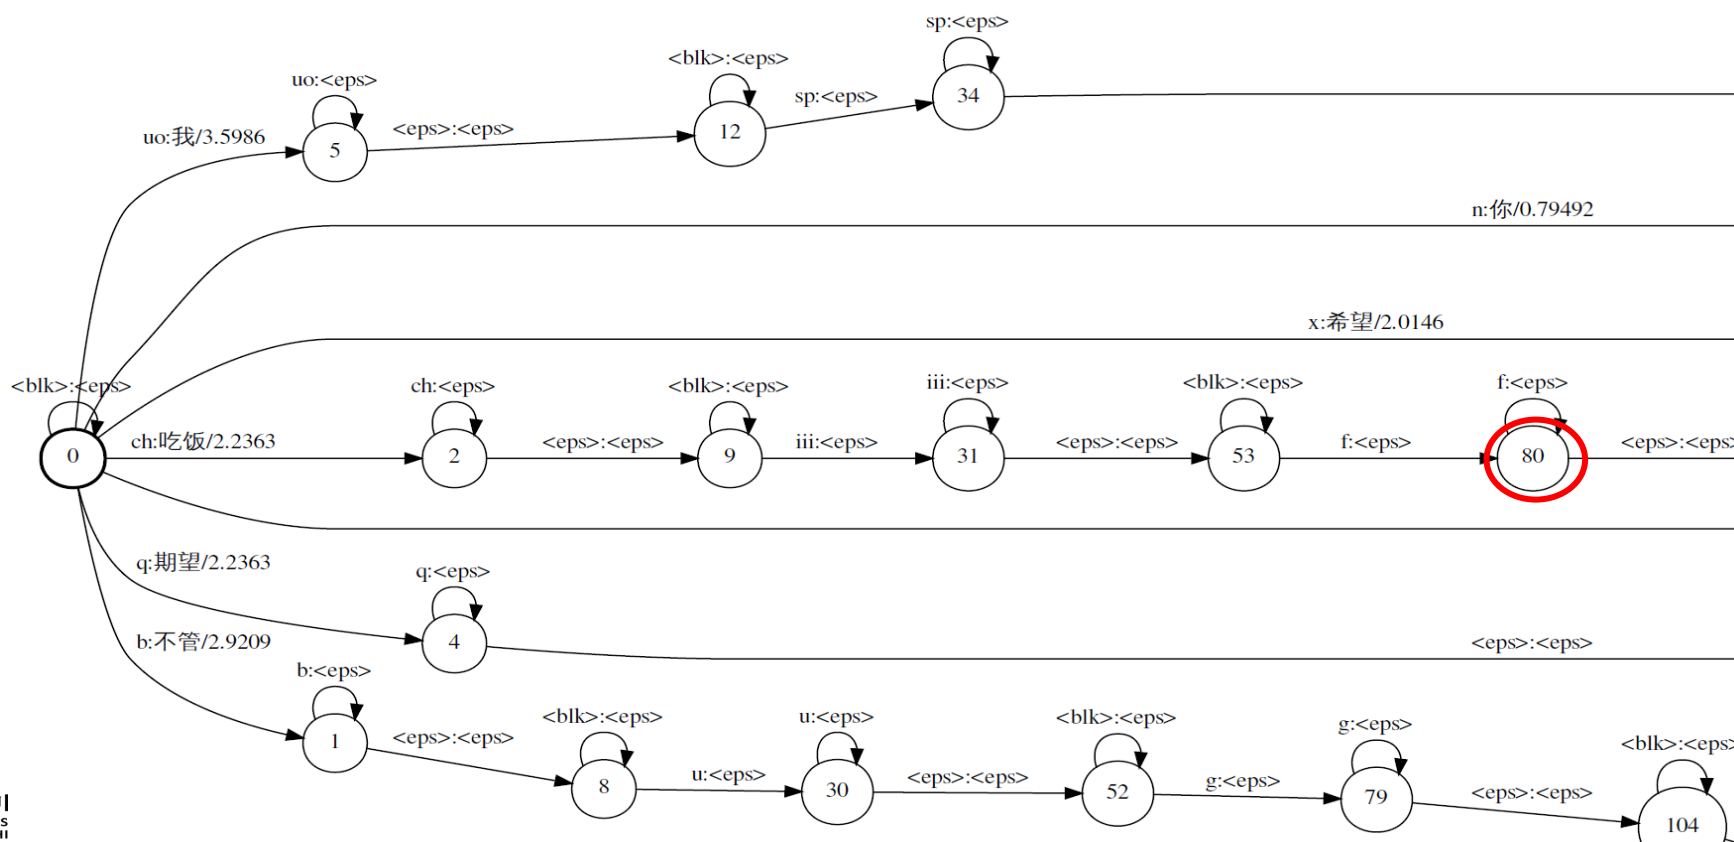 sp:<eps>
<blk>:<eps>
uo:<eps>
sp:<eps>
34
<eps>:<eps>
12
uo:我/3.5986
5
n:你/0.79492
x:希望/2.0146
<blk>:<eps>
ch:<eps>
<blk>:<eps>
iii:<eps>
<blk>:<eps>
f:<eps>
0
ch:吃饭/2.2363
2
<eps>:<eps>
9
iii:<eps>
31
<eps>:<eps>
53
f:<eps>
80
<eps>:<eps>
q:期望/2.2363
q:<eps>
4
<eps>:<eps>
b:不管/2.9209
b:<eps>
1
<eps>:<eps>
<blk>:<eps>
8
u:<eps>
u:<eps>
30
<eps>:<eps>
<blk>:<eps>
52
g:<eps>
g:<eps>
79
<eps>:<eps>
<blk>:<eps>
104